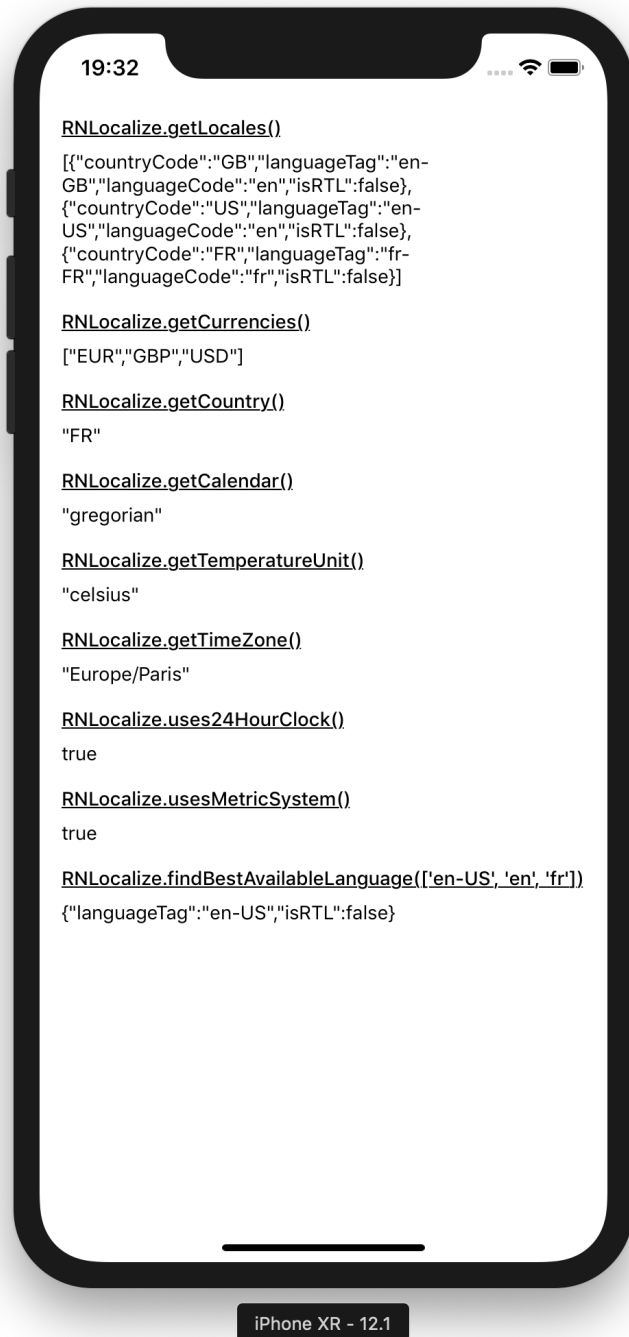 19:32
RNLocalize.getLocales()
[{"countryCode":"GB","languageTag":"en-
GB","languageCode":"en","isRTL":false},
{"countryCode":"US","languageTag":"en-
US","languageCode":"en","isRTL":false},
{"countryCode":"FR","languageTag":"fr-
FR","languageCode":"fr","isRTL":false}]
RNLocalize.getCurrencies()
["EUR","GBP","USD"]
RNLocalize.getCountry()
"FR"
RNLocalize.getCalendar()
"gregorian"
RNLocalize.getTemperatureUnit()
"celsius"
RNLocalize.getTimeZone()
"Europe/Paris"
RNLocalize.uses24HourClock()
true
RNLocalize.usesMetricSystem()
true
RNLocalize.findBestAvailableLanguage(['en-US', 'en', 'fr'])
{"languageTag":"en-US","isRTL":false}
iPhone XR - 12.1